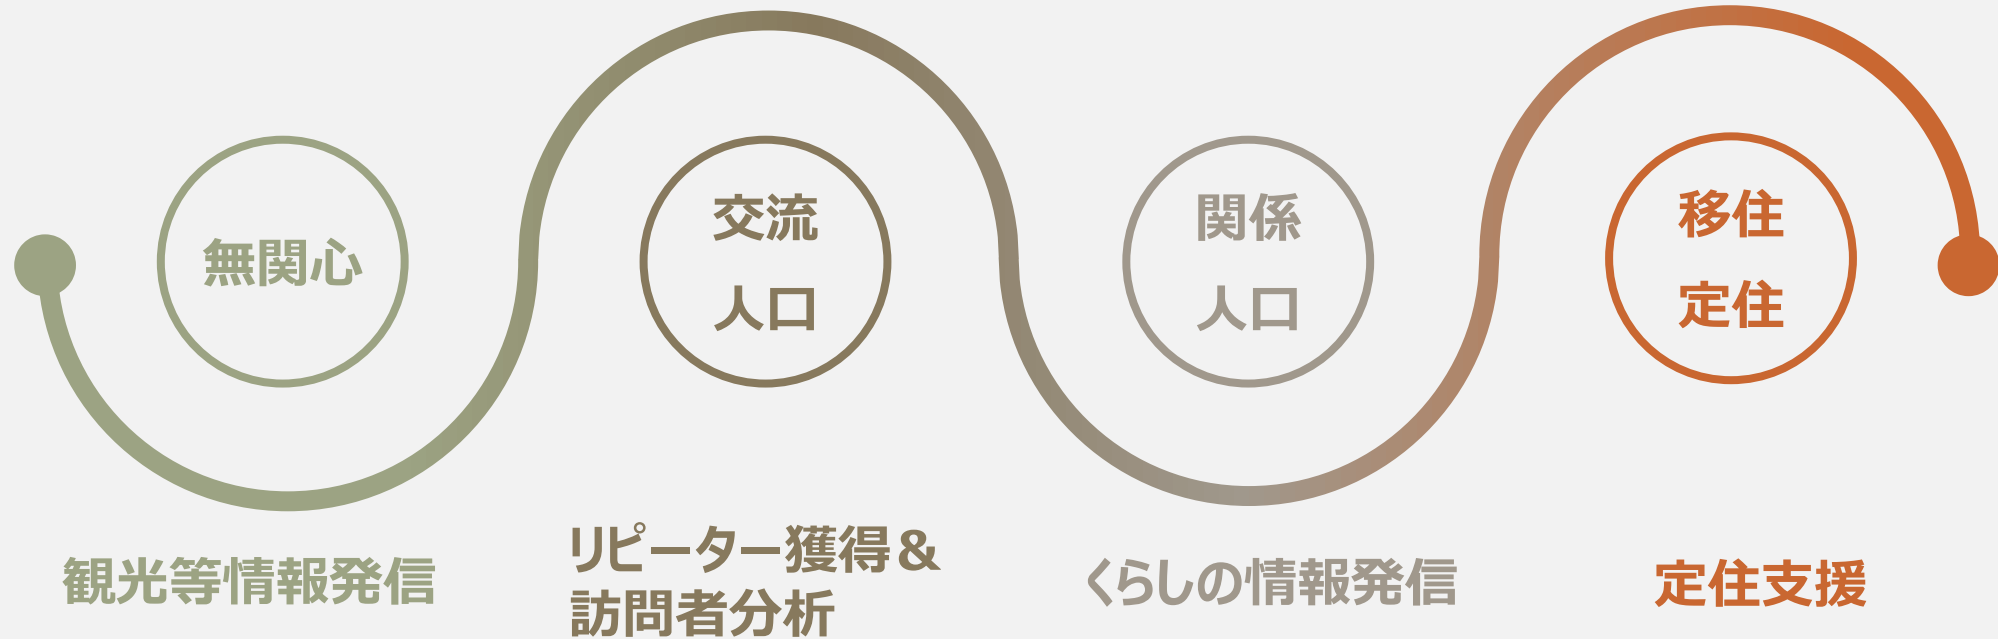 無関心
交流
人口
関係
人口
移住
定住
観光等情報発信
リピーター獲得&
訪問者分析
くらしの情報発信
定住支援